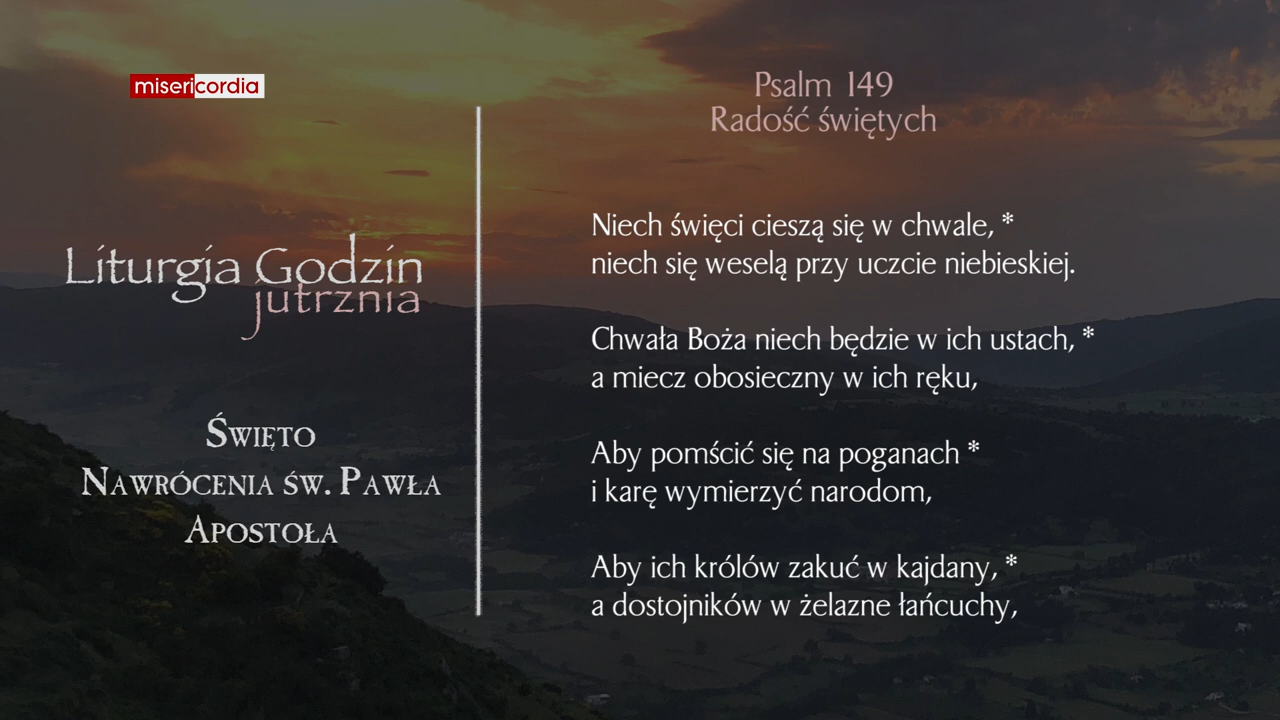 misericordia
Liturgia Godzin
jutrznia
Święto
Nawrócenia św. Pawła
Apostoła
Psalm 149
Radość świętych
Niech święci cieszą się w chwale, *
niech się weselą przy uczcie niebieskiej.
Chwała Boża niech będzie w ich ustach, *
a miecz obosieczny w ich ręku,
Aby pomścić się na poganach *
i karę wymierzyć narodom,
Aby ich królów zakuć w kajdany, *
a dostojników w żelazne łańcuchy,